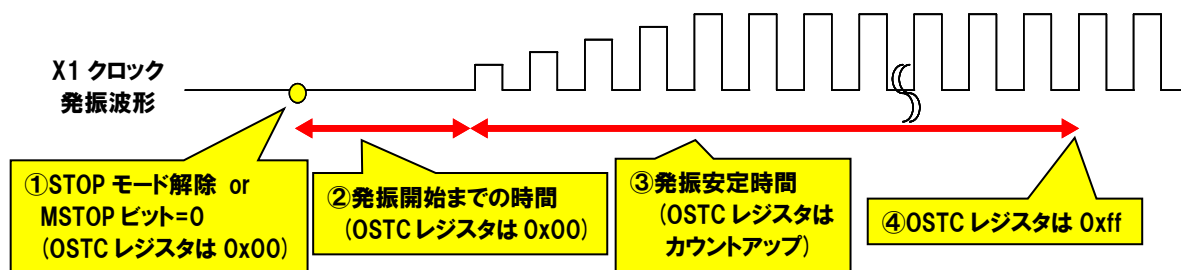 X1 クロック
発振波形
①STOP モード解除 or
MSTOP ビット=0
(OSTC レジスタは 0x00)
②発振開始までの時間
(OSTC レジスタは 0x00)
③発振安定時間
(OSTC レジスタは
カウントアップ)
④OSTC レジスタは 0xff